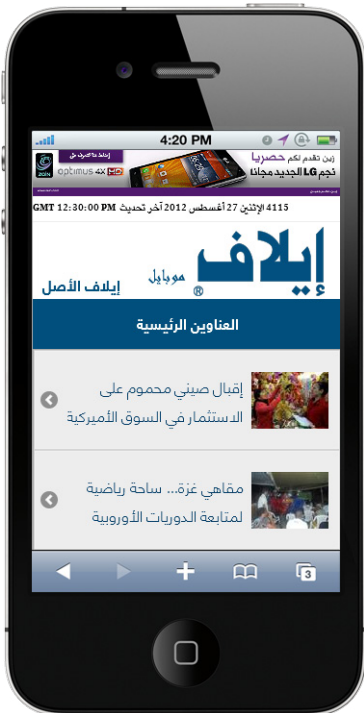 4:20 PM
زين تقدم لكم حصريا
نجم LG الجديد مجانا
optimus 4X HD
zain
4115 الإثنين 27 أغسطس 2012 آخر تحديث GMT 12:30:00 PM
إيلاف®
موبايل
إيلاف الأصل
العناوين الرئيسية
إقبال صيني محموم على
الاستثمار في السوق الأميركية
مقاهي غزة... ساحة رياضية
لمتابعة الدوريات الأوروبية
3